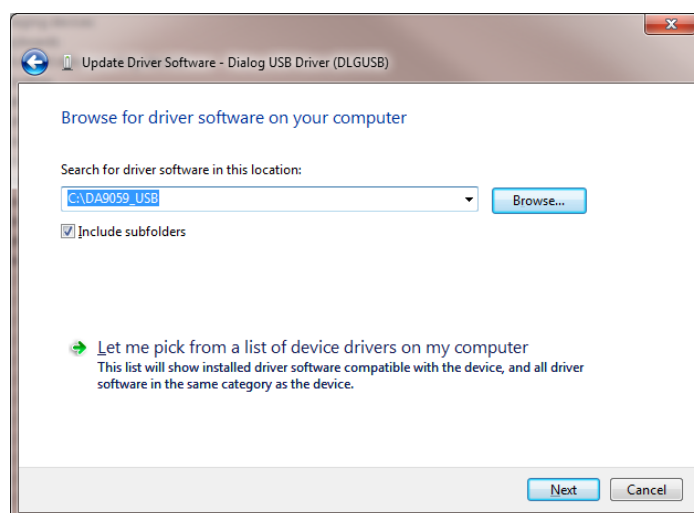 Update Driver Software - Dialog USB Driver (DLGUSB)
Browse for driver software on your computer
Search for driver software in this location:
C:\DA9059_USB
Browse...
Include subfolders
Let me pick from a list of device drivers on my computer
This list will show installed driver software compatible with the device, and all driver
software in the same category as the device.
Next
Cancel